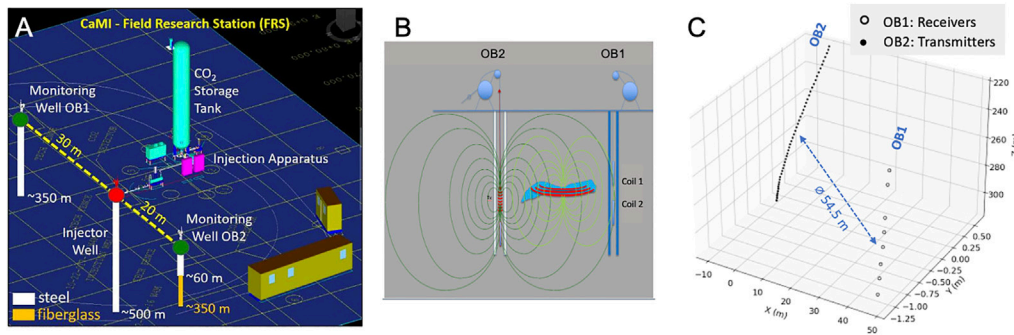 A
CaMI - Field Research Station (FRS)
CO2
Storage
Tank
Monitoring
Well OB1
30 m
Injection Apparatus
~350 m
20 m
Injector
Well
Monitoring
Well OB2
~60 m
steel
fiberglass
~500 m
~350 m
B
OB2
OB1
Coil 1
Coil 2
C
OB1: Receivers
OB2: Transmitters
OB2
OB1
∅ 54.5 m
220
240
260
280
300
0.50
0.25
0.00
-0.25
-0.50
-0.75
-1.00
-1.25
Y (m)
-10
0
10
20
30
40
50
X (m)